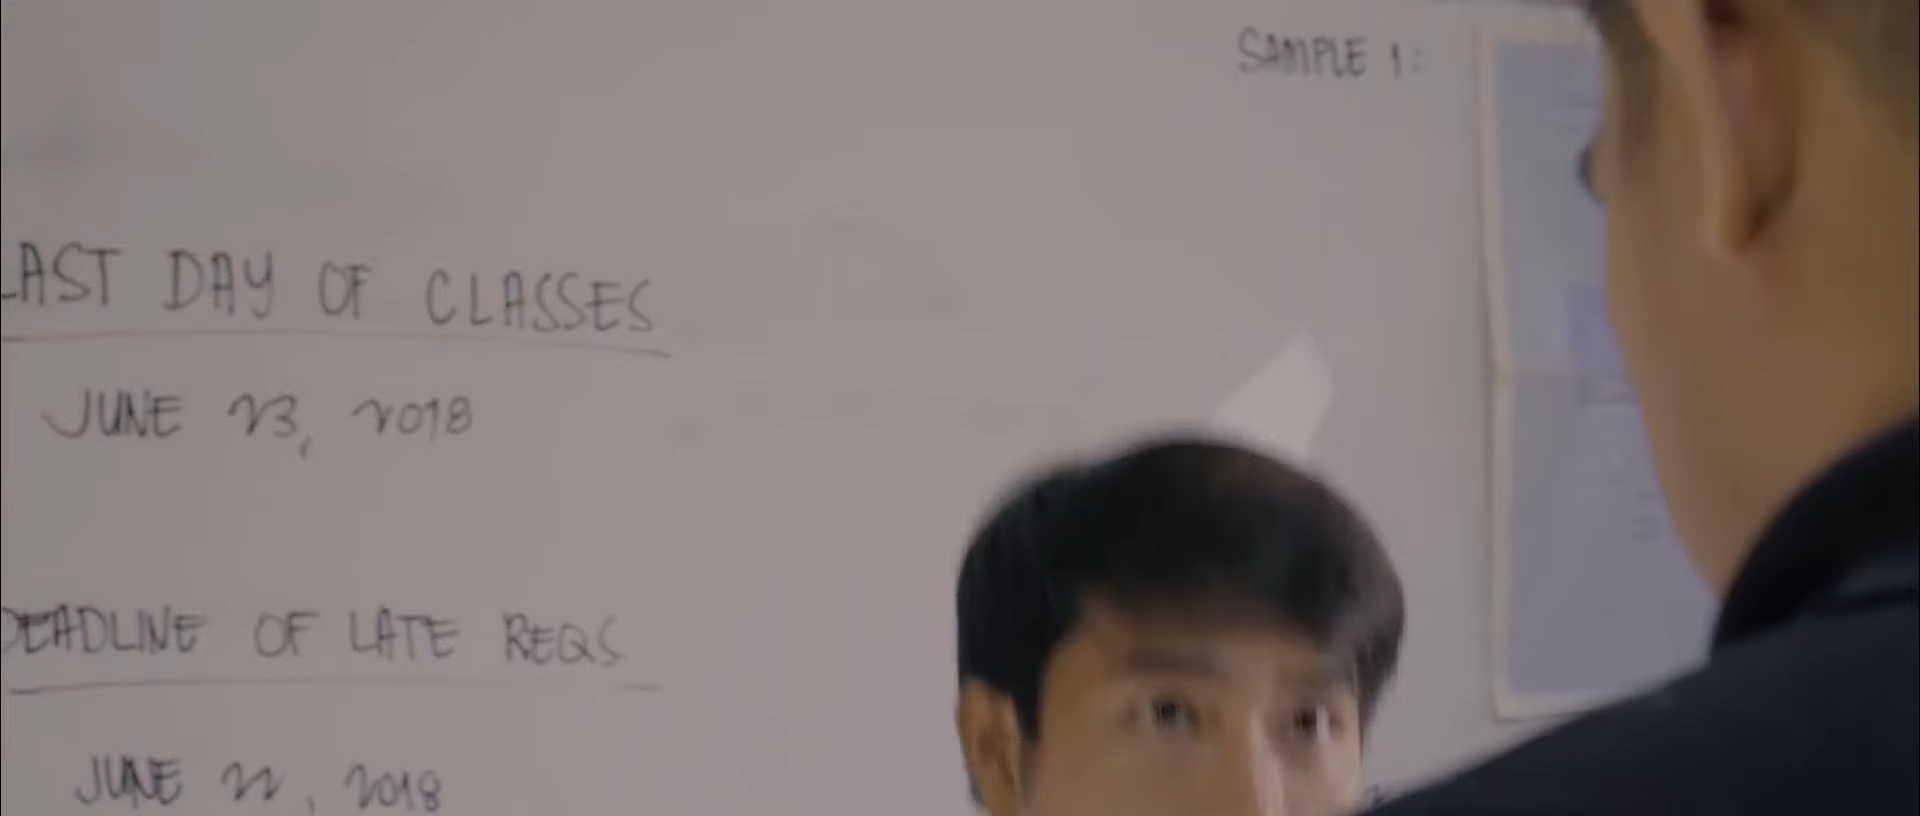 SAMPLE 1:
LAST DAY OF CLASSES
JUNE 23, 2018
DEADLINE OF LATE REQS
JUNE 22, 2018